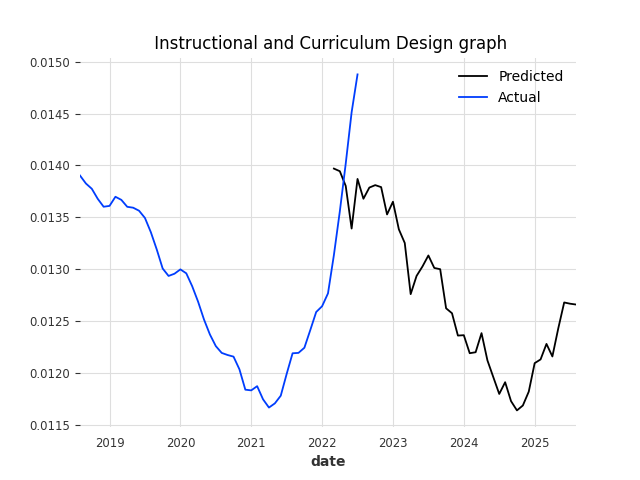 Instructional and Curriculum Design graph
Predicted
Actual
0.0150
0.0145
0.0140
0.0135
0.0130
0.0125
0.0120
0.0115
2019 2020 2021 2022 2023 2024 2025
date